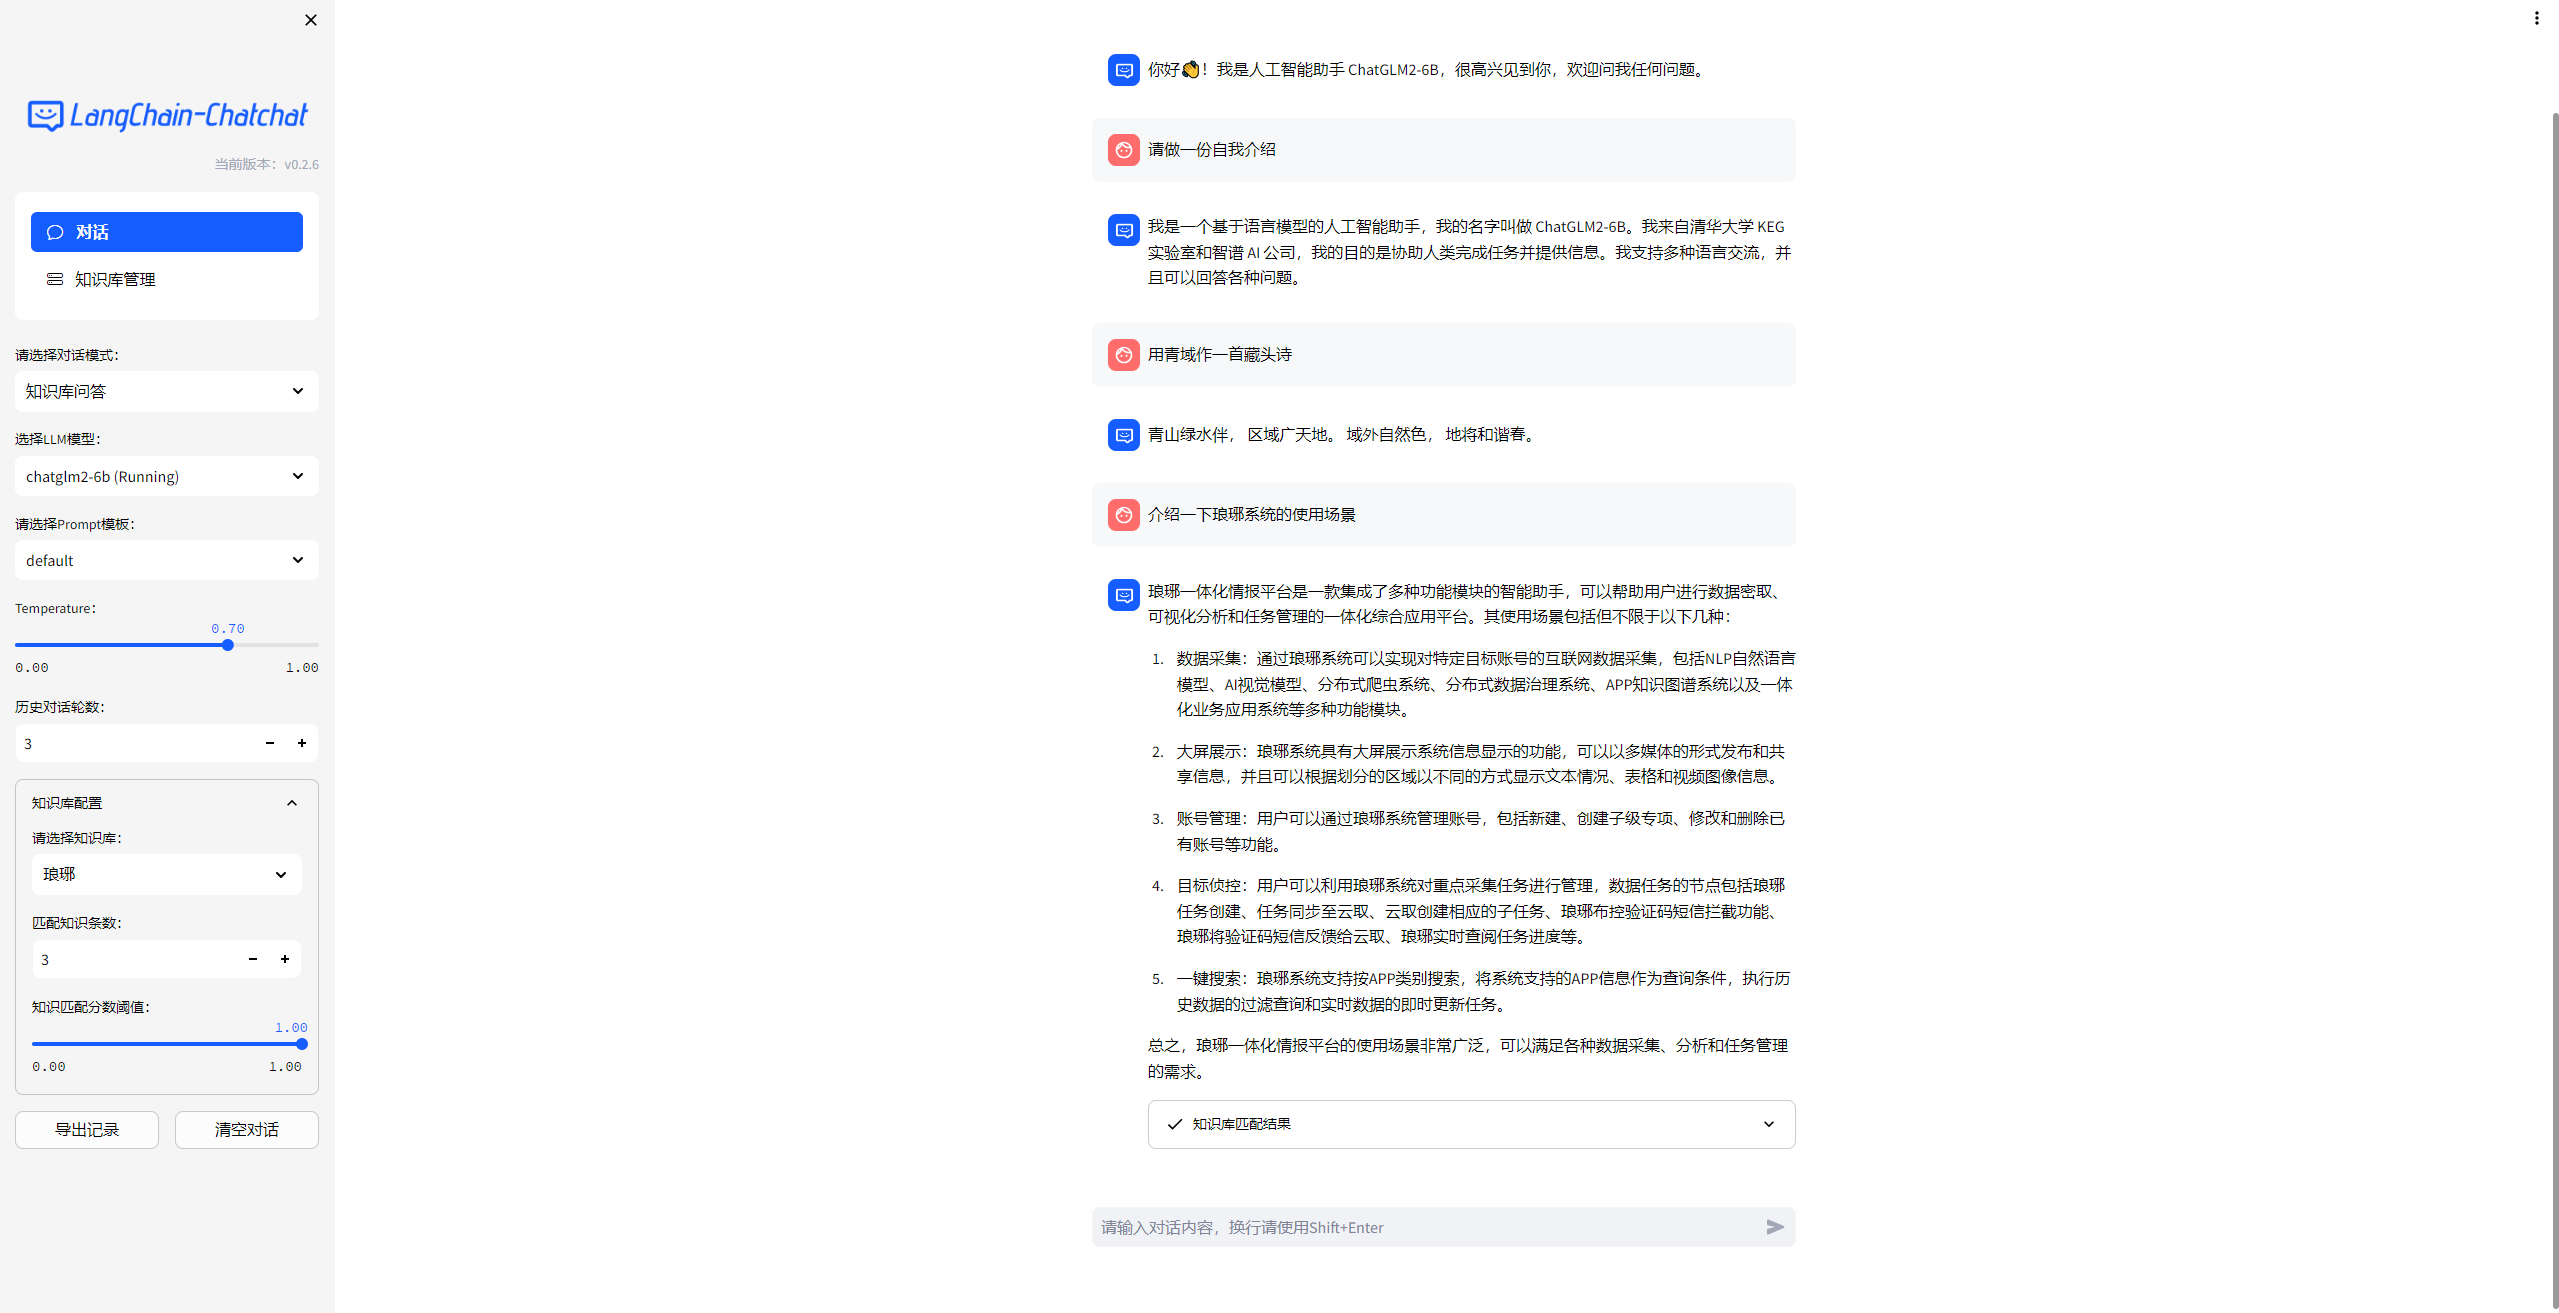 LangChain-Chatchat
当前版本：v0.2.6
对话
知识库管理
请选择对话模式：
知识库问答
选择LLM模型：
chatglm2-6b (Running)
请选择Prompt模板：
default
Temperature：
0.70
0.00 1.00
历史对话轮数：
3
知识库配置
请选择知识库：
琅琊
匹配知识条数：
3
知识匹配分数阈值：
1.00
0.00 1.00
导出记录 清空对话
你好👏！我是人工智能助手 ChatGLM2-6B，很高兴见到你，欢迎问我任何问题。
请做一份自我介绍
我是一个基于语言模型的人工智能助手，我的名字叫做 ChatGLM2-6B。我来自清华大学 KEG
实验室和智谱 AI 公司，我的目的是协助人类完成任务并提供信息。我支持多种语言交流，并
且可以回答各种问题。
用青域作一首藏头诗
青山绿水伴， 区域广天地。 域外自然色， 地将和谐春。
介绍一下琅琊系统的使用场景
琅琊一体化情报平台是一款集成了多种功能模块的智能助手，可以帮助用户进行数据密取、
可视化分析和任务管理的一体化综合应用平台。其使用场景包括但不限于以下几种：
1. 数据采集：通过琅琊系统可以实现对特定目标账号的互联网数据采集，包括NLP自然语言
模型、AI视觉模型、分布式爬虫系统、分布式数据治理系统、APP知识图谱系统以及一体
化业务应用系统等多种功能模块。
2. 大屏展示：琅琊系统具有大屏展示系统信息显示的功能，可以以多媒体的形式发布和共
享信息，并且可以根据划分的区域以不同的方式显示文本情况、表格和视频图像信息。
3. 账号管理：用户可以通过琅琊系统管理账号，包括新建、创建子级专项、修改和删除已
有账号等功能。
4. 目标侦控：用户可以利用琅琊系统对重点采集任务进行管理，数据任务的节点包括琅琊
任务创建、任务同步至云取、云取创建相应的子任务、琅琊布控验证码短信拦截功能、
琅琊将验证码短信反馈给云取、琅琊实时查阅任务进度等。
5. 一键搜索：琅琊系统支持按APP类别搜索，将系统支持的APP信息作为查询条件，执行历
史数据的过滤查询和实时数据的即时更新任务。
总之，琅琊一体化情报平台的使用场景非常广泛，可以满足各种数据采集、分析和任务管理
的需求。
知识库匹配结果
请输入对话内容，换行请使用Shift+Enter